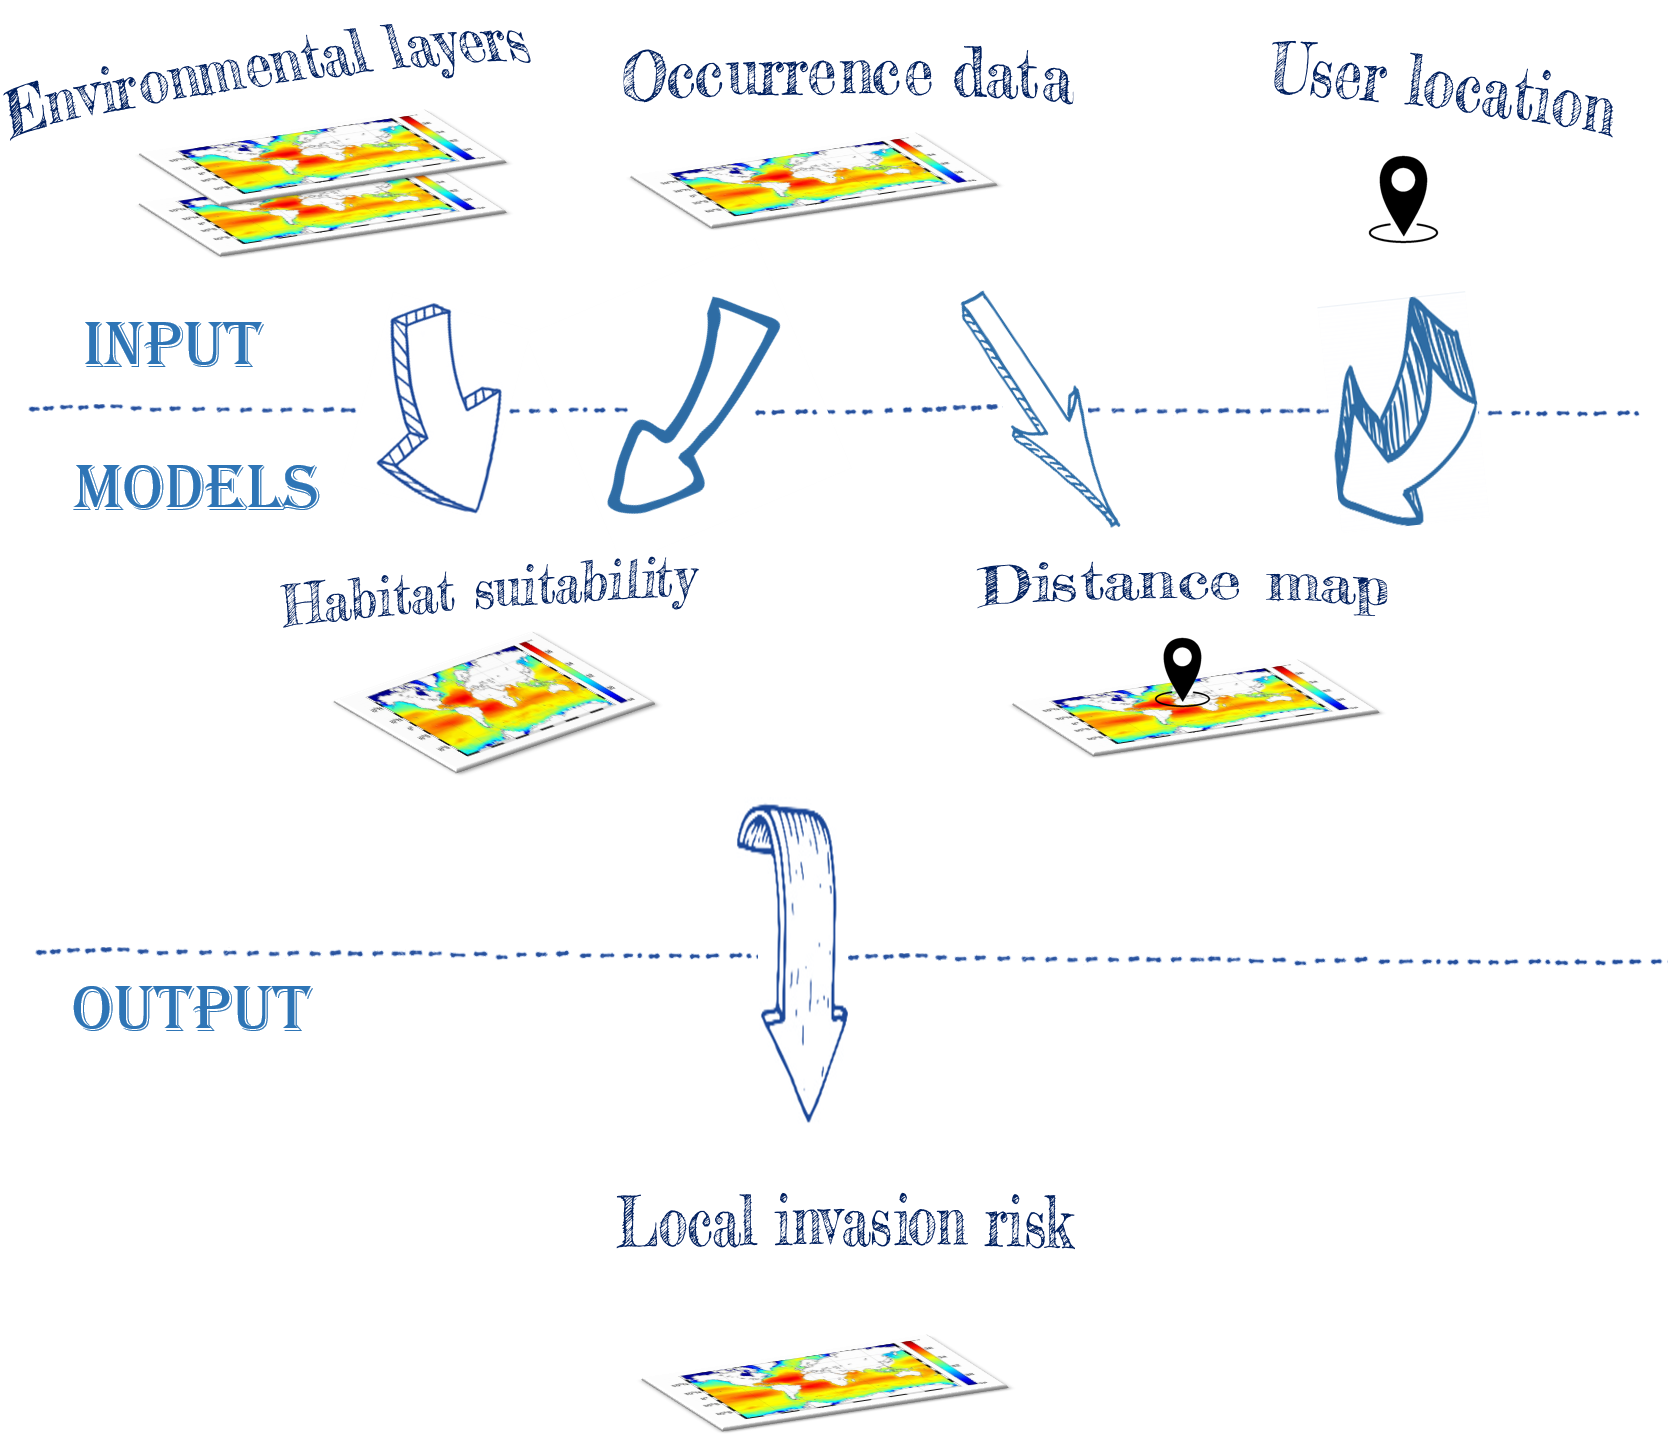 Environmental layers
Occurrence data
User location
INPUT
MODELS
Habitat suitability
Distance map
OUTPUT
Local invasion risk